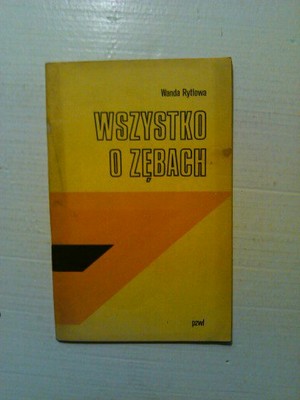 Wanda Rytlowa
WSZYSTKO
O ZĘBACH
pzwl